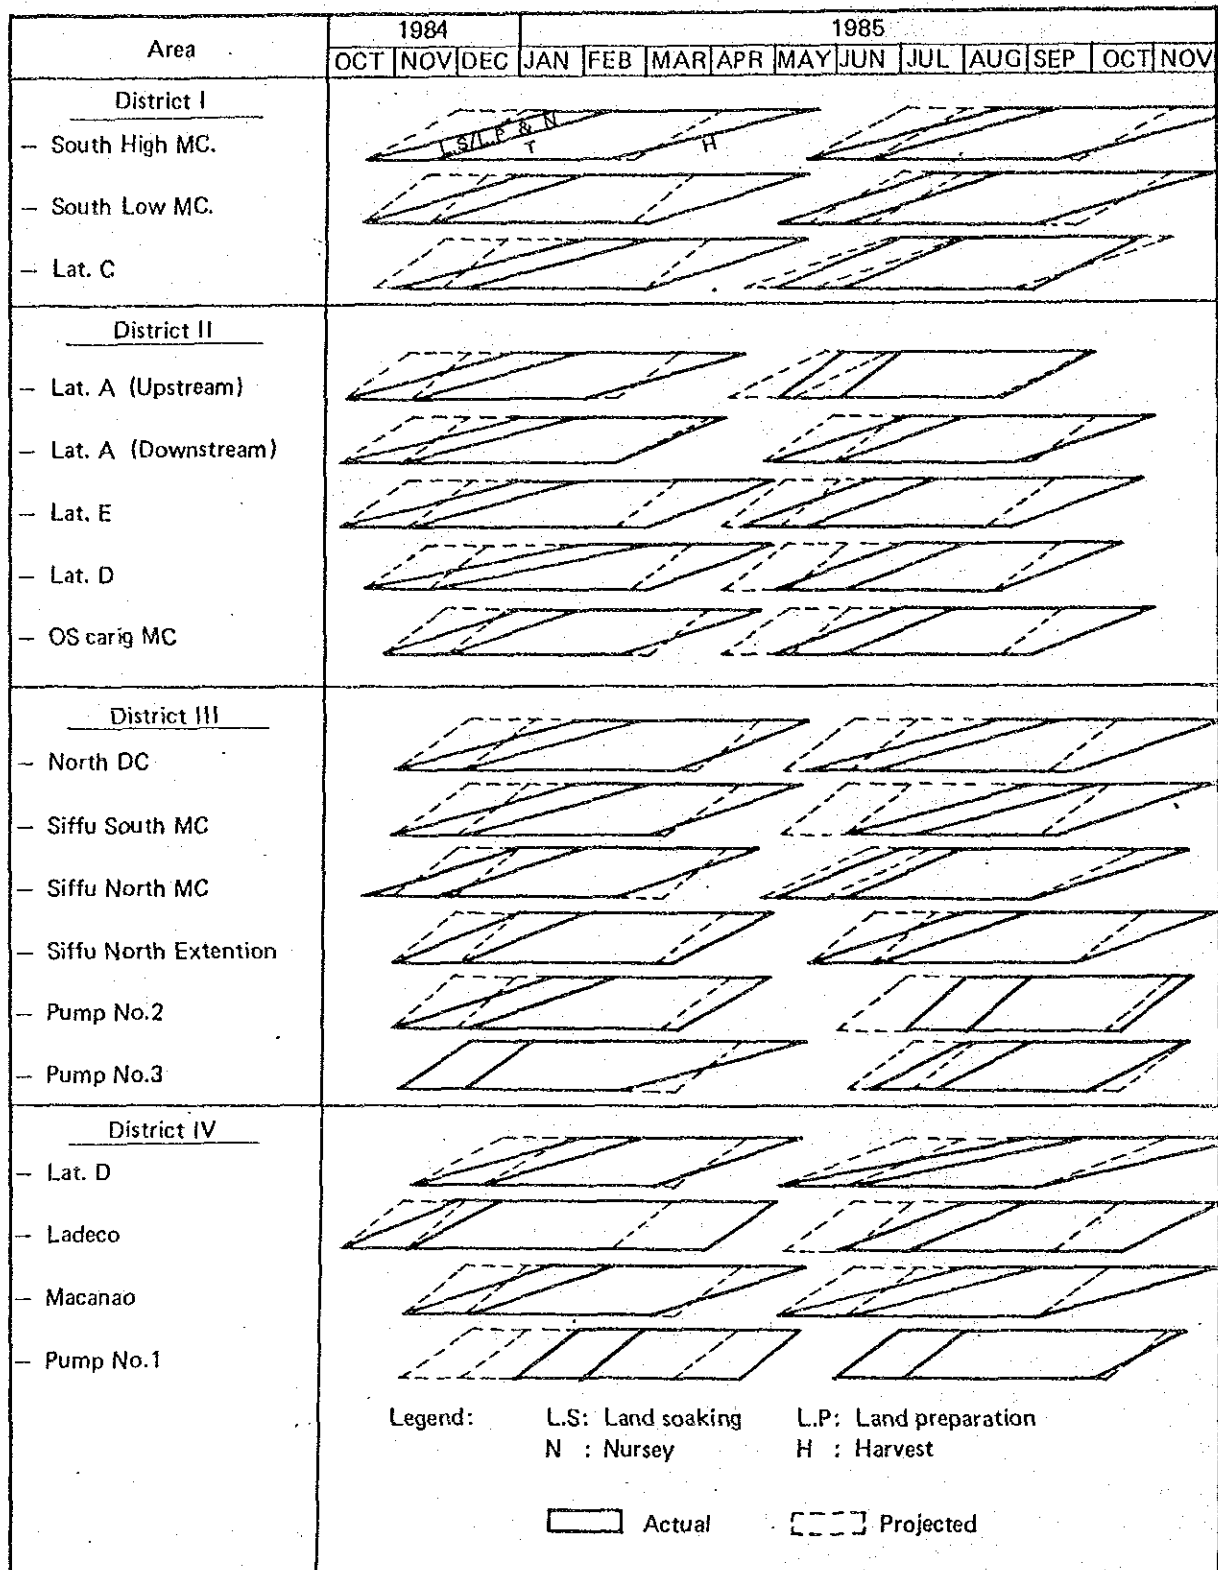 Area
1984
1985
OCT NOV DEC JAN FEB MAR APR MAY JUN JUL AUG SEP OCT NOV
District I
– South High MC.
L.S/L.P & N
T
H
– South Low MC.
– Lat. C
District II
– Lat. A (Upstream)
– Lat. A (Downstream)
– Lat. E
– Lat. D
– OS carig MC
District III
– North DC
– Siffu South MC
– Siffu North MC
– Siffu North Extention
– Pump No.2
– Pump No.3
District IV
– Lat. D
– Ladeco
– Macanao
– Pump No.1
Legend: L.S: Land soaking L.P: Land preparation
N : Nursey H : Harvest
Actual Projected